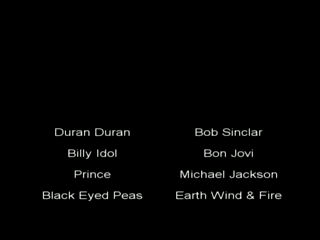 Duran Duran
Billy Idol
Prince
Black Eyed Peas
Bob Sinclar
Bon Jovi
Michael Jackson
Earth Wind & Fire